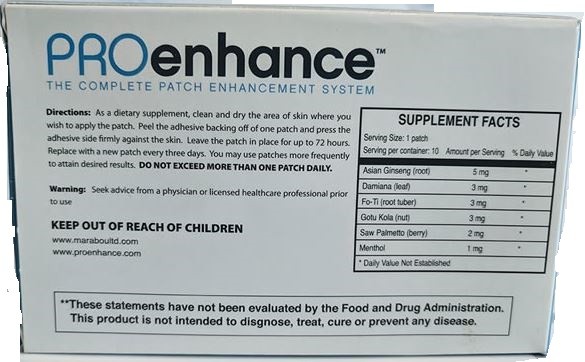 PROenhance™
THE COMPLETE PATCH ENHANCEMENT SYSTEM
Directions: As a dietary supplement, clean and dry the area of skin where you
wish to apply the patch. Peel the adhesive backing off of one patch and press the
adhesive side firmly against the skin. Leave the patch in place for up to 72 hours.
Replace with a new patch every three days. You may use patches more frequently
to attain desired results. DO NOT EXCEED MORE THAN ONE PATCH DAILY.
Warning: Seek advice from a physician or licensed healthcare professional prior
to use
KEEP OUT OF REACH OF CHILDREN
www.maraboultd.com
www.proenhance.com
SUPPLEMENT FACTS
Serving Size: 1 patch
Serving per container: 10 Amount per Serving % Daily Value
Asian Ginseng (root) 5 mg *
Damiana (leaf) 3 mg *
Fo-Ti (root tuber) 3 mg *
Gotu Kola (nut) 3 mg *
Saw Palmetto (berry) 2 mg *
Menthol 1 mg *
* Daily Value Not Established
**These statements have not been evaluated by the Food and Drug Administration.
This product is not intended to disgnose, treat, cure or prevent any disease.